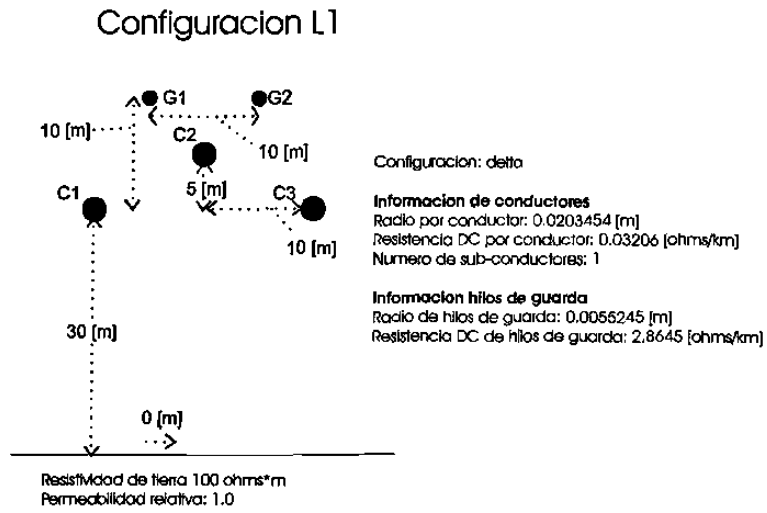 Configuracion L1
G1
G2
10 [m]
C2
10 [m]
C1
5 [m]
C3
10 [m]
30 [m]
0 [m]
Configuracion: delta
Informacion de conductores
Radio por conductor: 0.0203454 [m]
Resistencia DC por conductor: 0.03206 [ohms/km]
Numero de sub-conductores: 1
Informacion hilos de guarda
Radio de hilos de guarda: 0.0055245 [m]
Resistencia DC de hilos de guarda: 2.8645 [ohms/km]
Resistividad de tierra 100 ohms*m
Permeabilidad relativa: 1.0